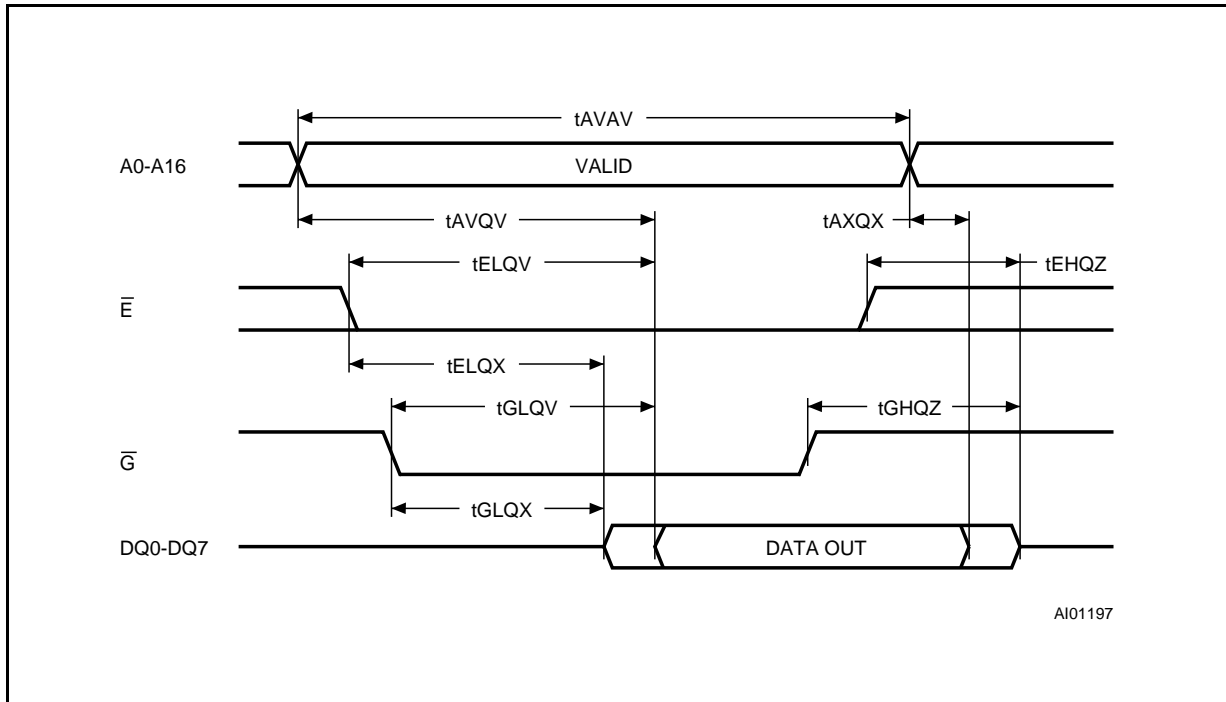 tAVAV
A0-A16
VALID
tAVQV
tAXQX
tELQV
tEHQZ
E̅
tELQX
tGLQV
tGHQZ
G̅
tGLQX
DQ0-DQ7
DATA OUT
AI01197